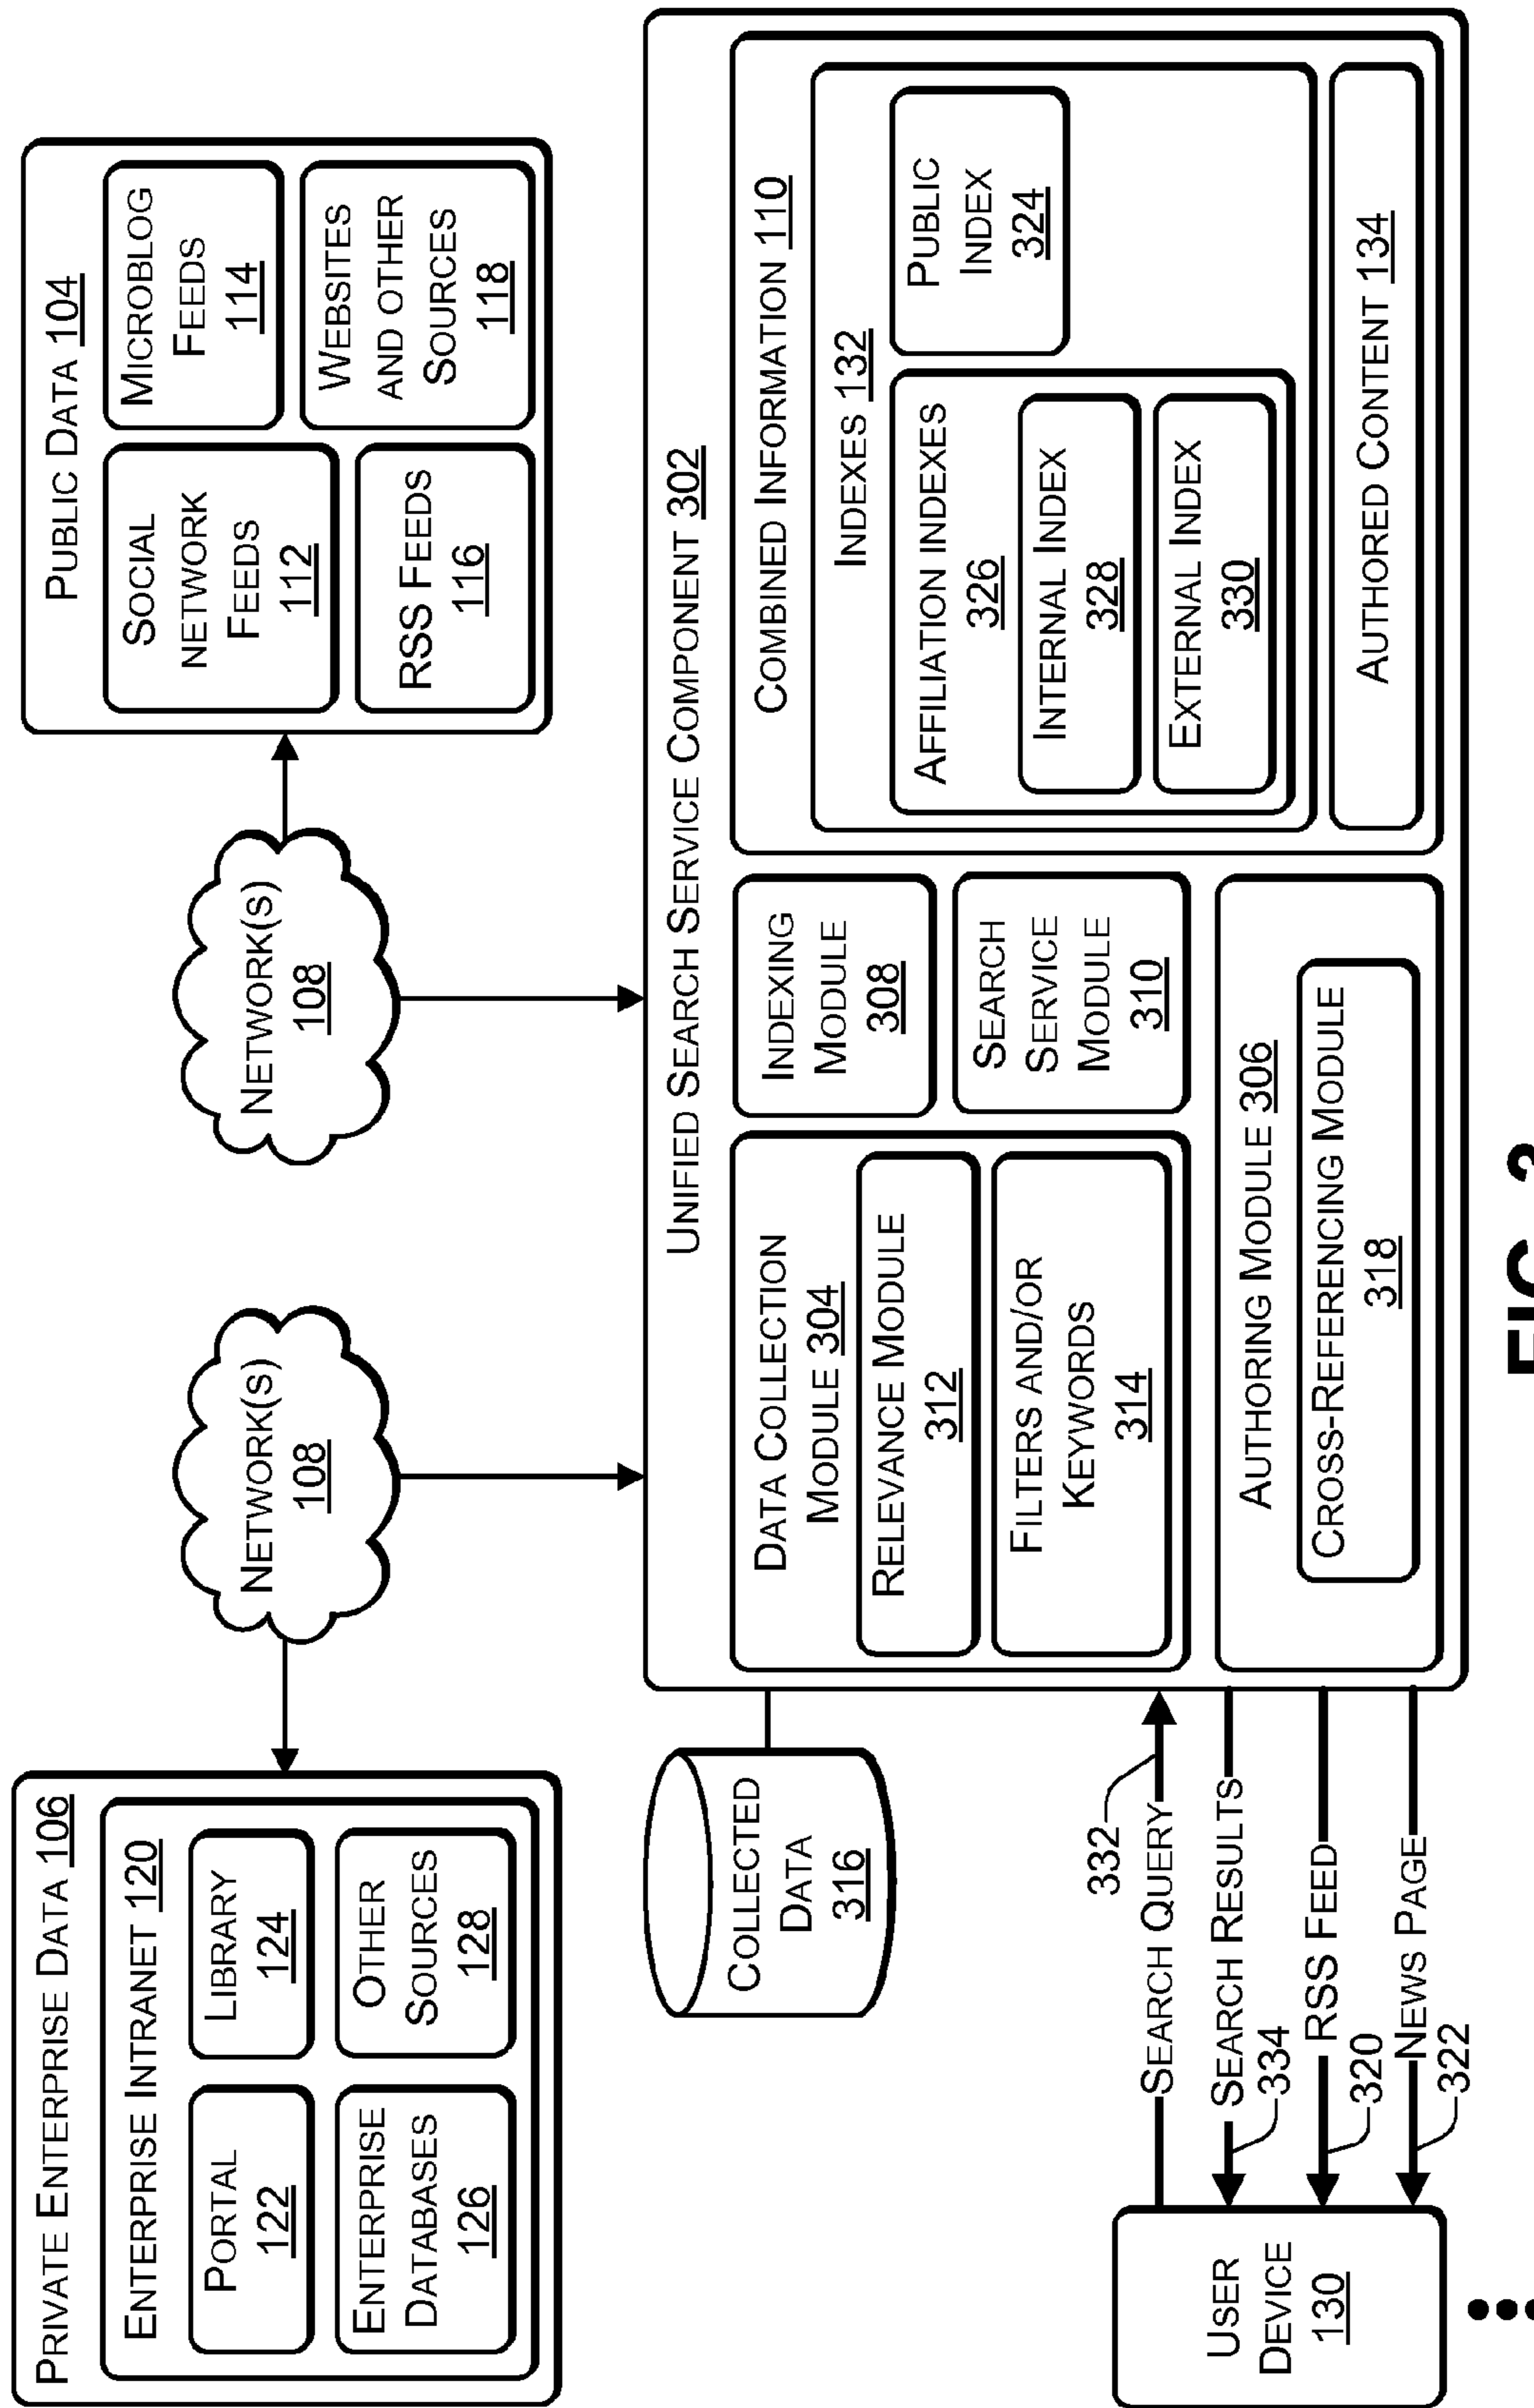 PRIVATE ENTERPRISE DATA 106
ENTERPRISE INTRANET 120
PORTAL
122
LIBRARY
124
ENTERPRISE
DATABASES
126
OTHER
SOURCES
128
NETWORK(S)
108
NETWORK(S)
108
PUBLIC DATA 104
SOCIAL
NETWORK
FEEDS
112
MICROBLOG
FEEDS
114
RSS FEEDS
116
WEBSITES
AND OTHER
SOURCES
118
COLLECTED
DATA
316
UNIFIED SEARCH SERVICE COMPONENT 302
DATA COLLECTION
MODULE 304
RELEVANCE MODULE
312
FILTERS AND/OR
KEYWORDS
314
INDEXING
MODULE
308
SEARCH
SERVICE
MODULE
310
AUTHORING MODULE 306
CROSS-REFERENCING MODULE
318
COMBINED INFORMATION 110
INDEXES 132
AFFILIATION INDEXES
326
INTERNAL INDEX
328
EXTERNAL INDEX
330
PUBLIC
INDEX
324
AUTHORED CONTENT 134
USER
DEVICE
130
332
SEARCH QUERY
SEARCH RESULTS
334
RSS FEED
320
NEWS PAGE
322